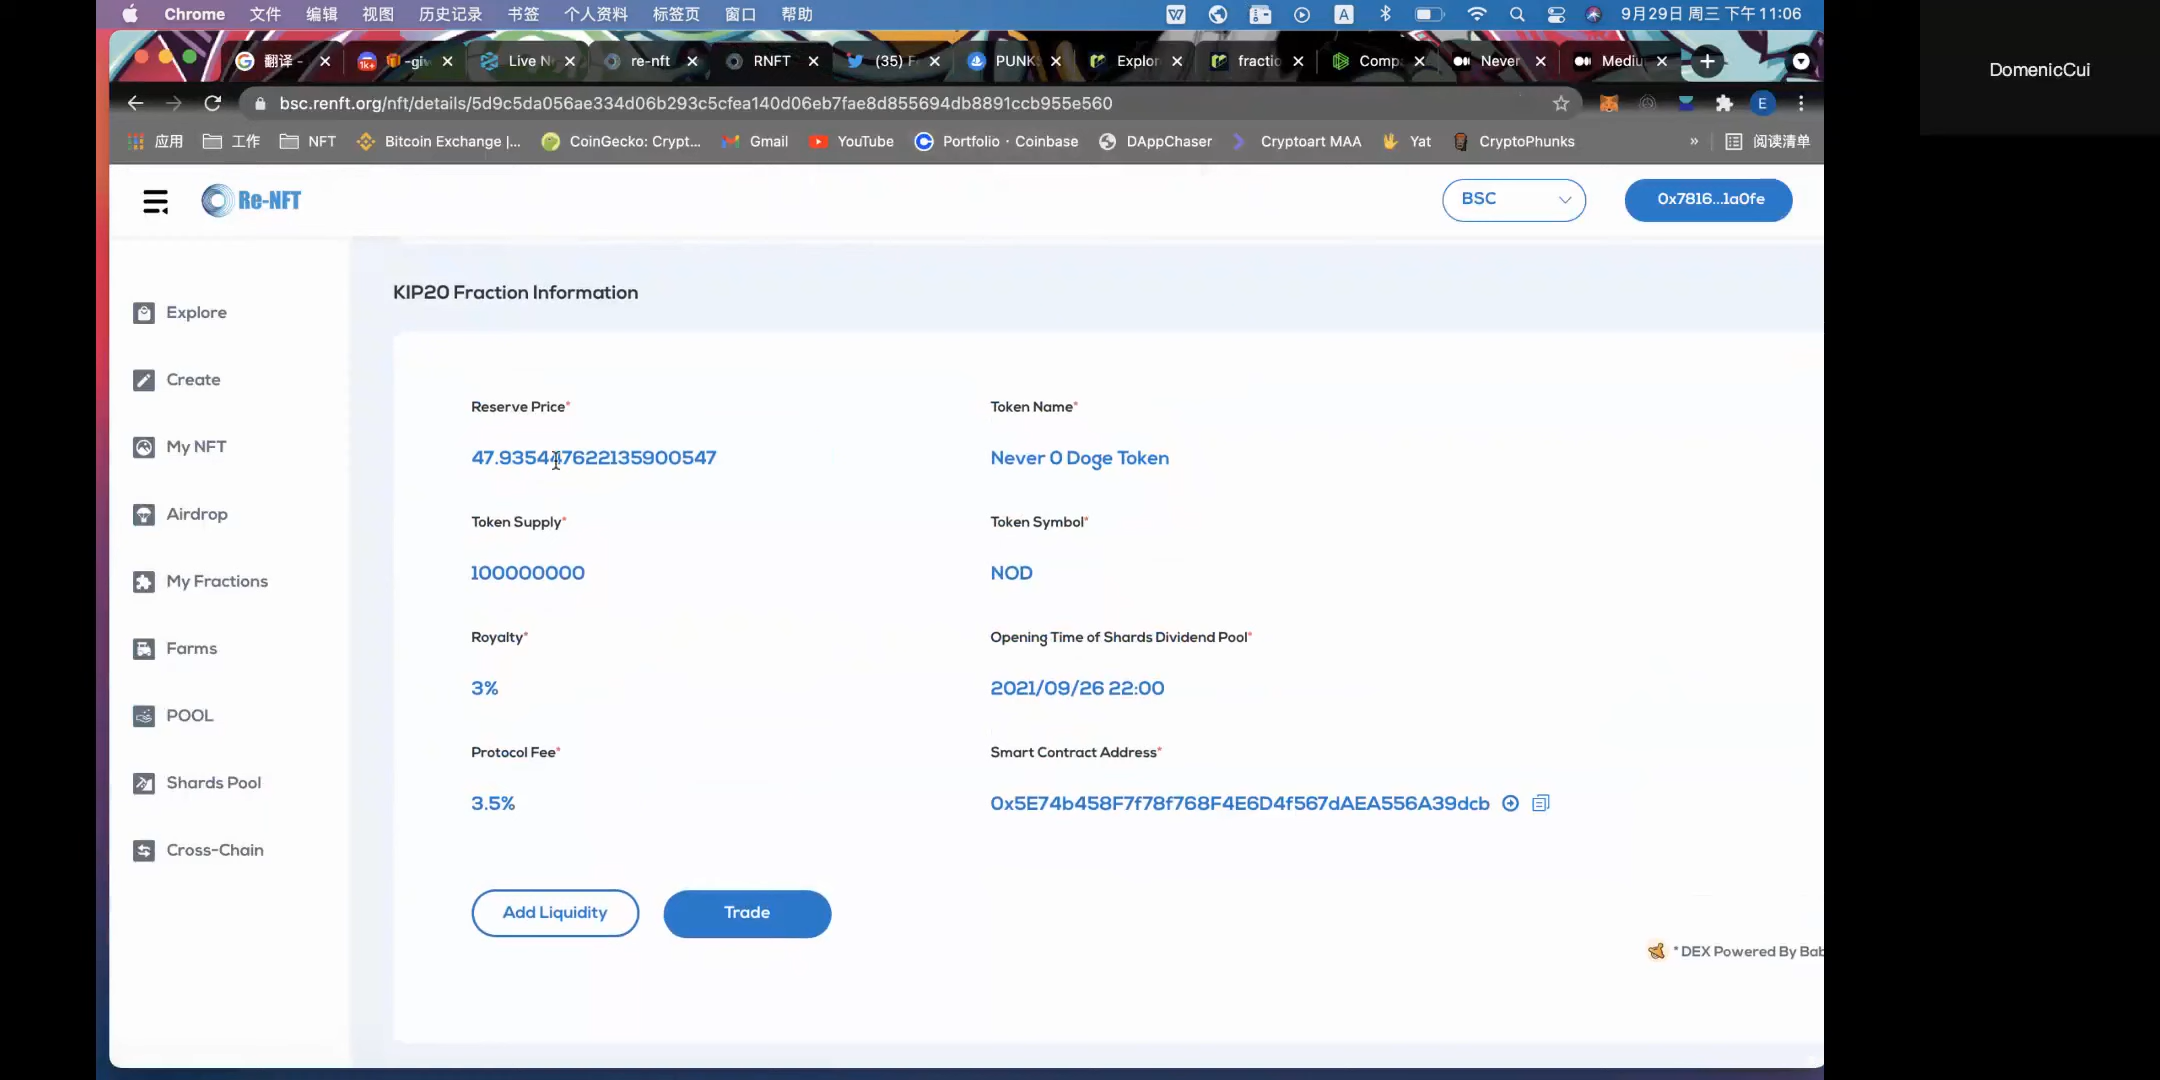 Chrome 文件 编辑 视图 历史记录 书签 个人资料 标签页 窗口 帮助 A 9月29日 周三 下午11:06
DomenicCui
翻译 - 1K+ -giv Live N re-nft RNFT (35) F PUNK Explor fractio Comp Never Mediu
bsc.renft.org/nft/details/5d9c5da056ae334d06b293c5cfea140d06eb7fae8d855694db8891ccb955e560 E
应用 工作 NFT Bitcoin Exchange |... CoinGecko: Crypt... Gmail YouTube Portfolio · Coinbase DAppChaser Cryptoart MAA Yat CryptoPhunks » 阅读清单
Re-NFT BSC 0x7816...1a0fe
Explore
Create
My NFT
Airdrop
My Fractions
Farms
POOL
Shards Pool
Cross-Chain
KIP20 Fraction Information
Reserve Price* Token Name*
47.935447622135900547 Never 0 Doge Token
Token Supply* Token Symbol*
100000000 NOD
Royalty* Opening Time of Shards Dividend Pool*
3% 2021/09/26 22:00
Protocol Fee* Smart Contract Address*
3.5% 0x5E74b458F7f78f768F4E6D4f567dAEA556A39dcb
Add Liquidity Trade
* DEX Powered By Bab